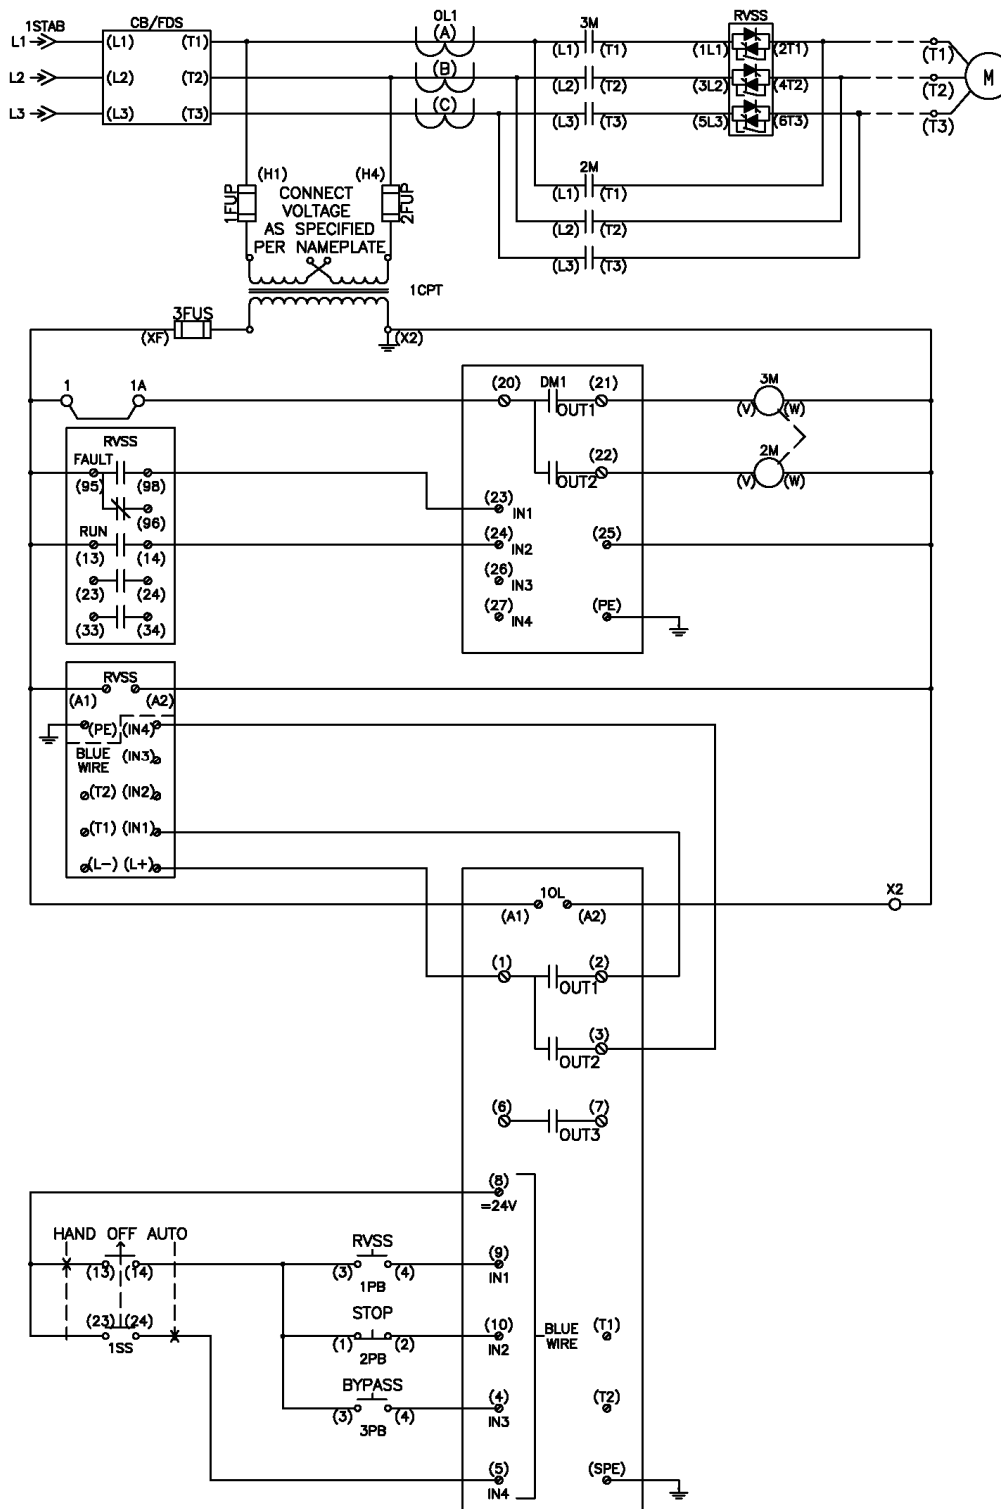 1STAB CB/FDS OL1 3M RVSS
L1 (L1) (T1) (A) (L1) (T1) (1L1) (2T1) (T1)
L2 (L2) (T2) (B) (L2) (T2) (3L2) (4T2) (T2) M
L3 (L3) (T3) (C) (L3) (T3) (5L3) (6T3) (T3)
2M
(L1) (T1)
(L2) (T2)
(L3) (T3)
(H1) (H4)
1FUP 2FUP
CONNECT
VOLTAGE
AS SPECIFIED
PER NAMEPLATE
1CPT
3FUS
(XF) (X2)
1 1A (20) DM1 (21) 3M
OUT1 (V) (W)
RVSS
FAULT (22) 2M
(95) (98) OUT2 (V) (W)
(96) (23) IN1
RUN (24) IN2 (25)
(13) (14)
(26) IN3
(23) (24)
(27) IN4 (PE)
(33) (34)
RVSS
(A1) (A2)
(PE) (IN4)
BLUE
WIRE
(IN3)
(T2) (IN2)
(T1) (IN1)
(L-) (L+)
1OL X2
(A1) (A2)
(1) (2)
OUT1
(3)
OUT2
(6) (7)
OUT3
(8)
=24V
HAND OFF AUTO
(13) (14)
RVSS
(3) (4)
1PB
(9)
IN1
(23) (24)
1SS
STOP
(1) (2)
2PB
(10)
IN2
BLUE
WIRE
(T1)
BYPASS
(3) (4)
3PB
(4)
IN3
(T2)
(5)
IN4
(SPE)